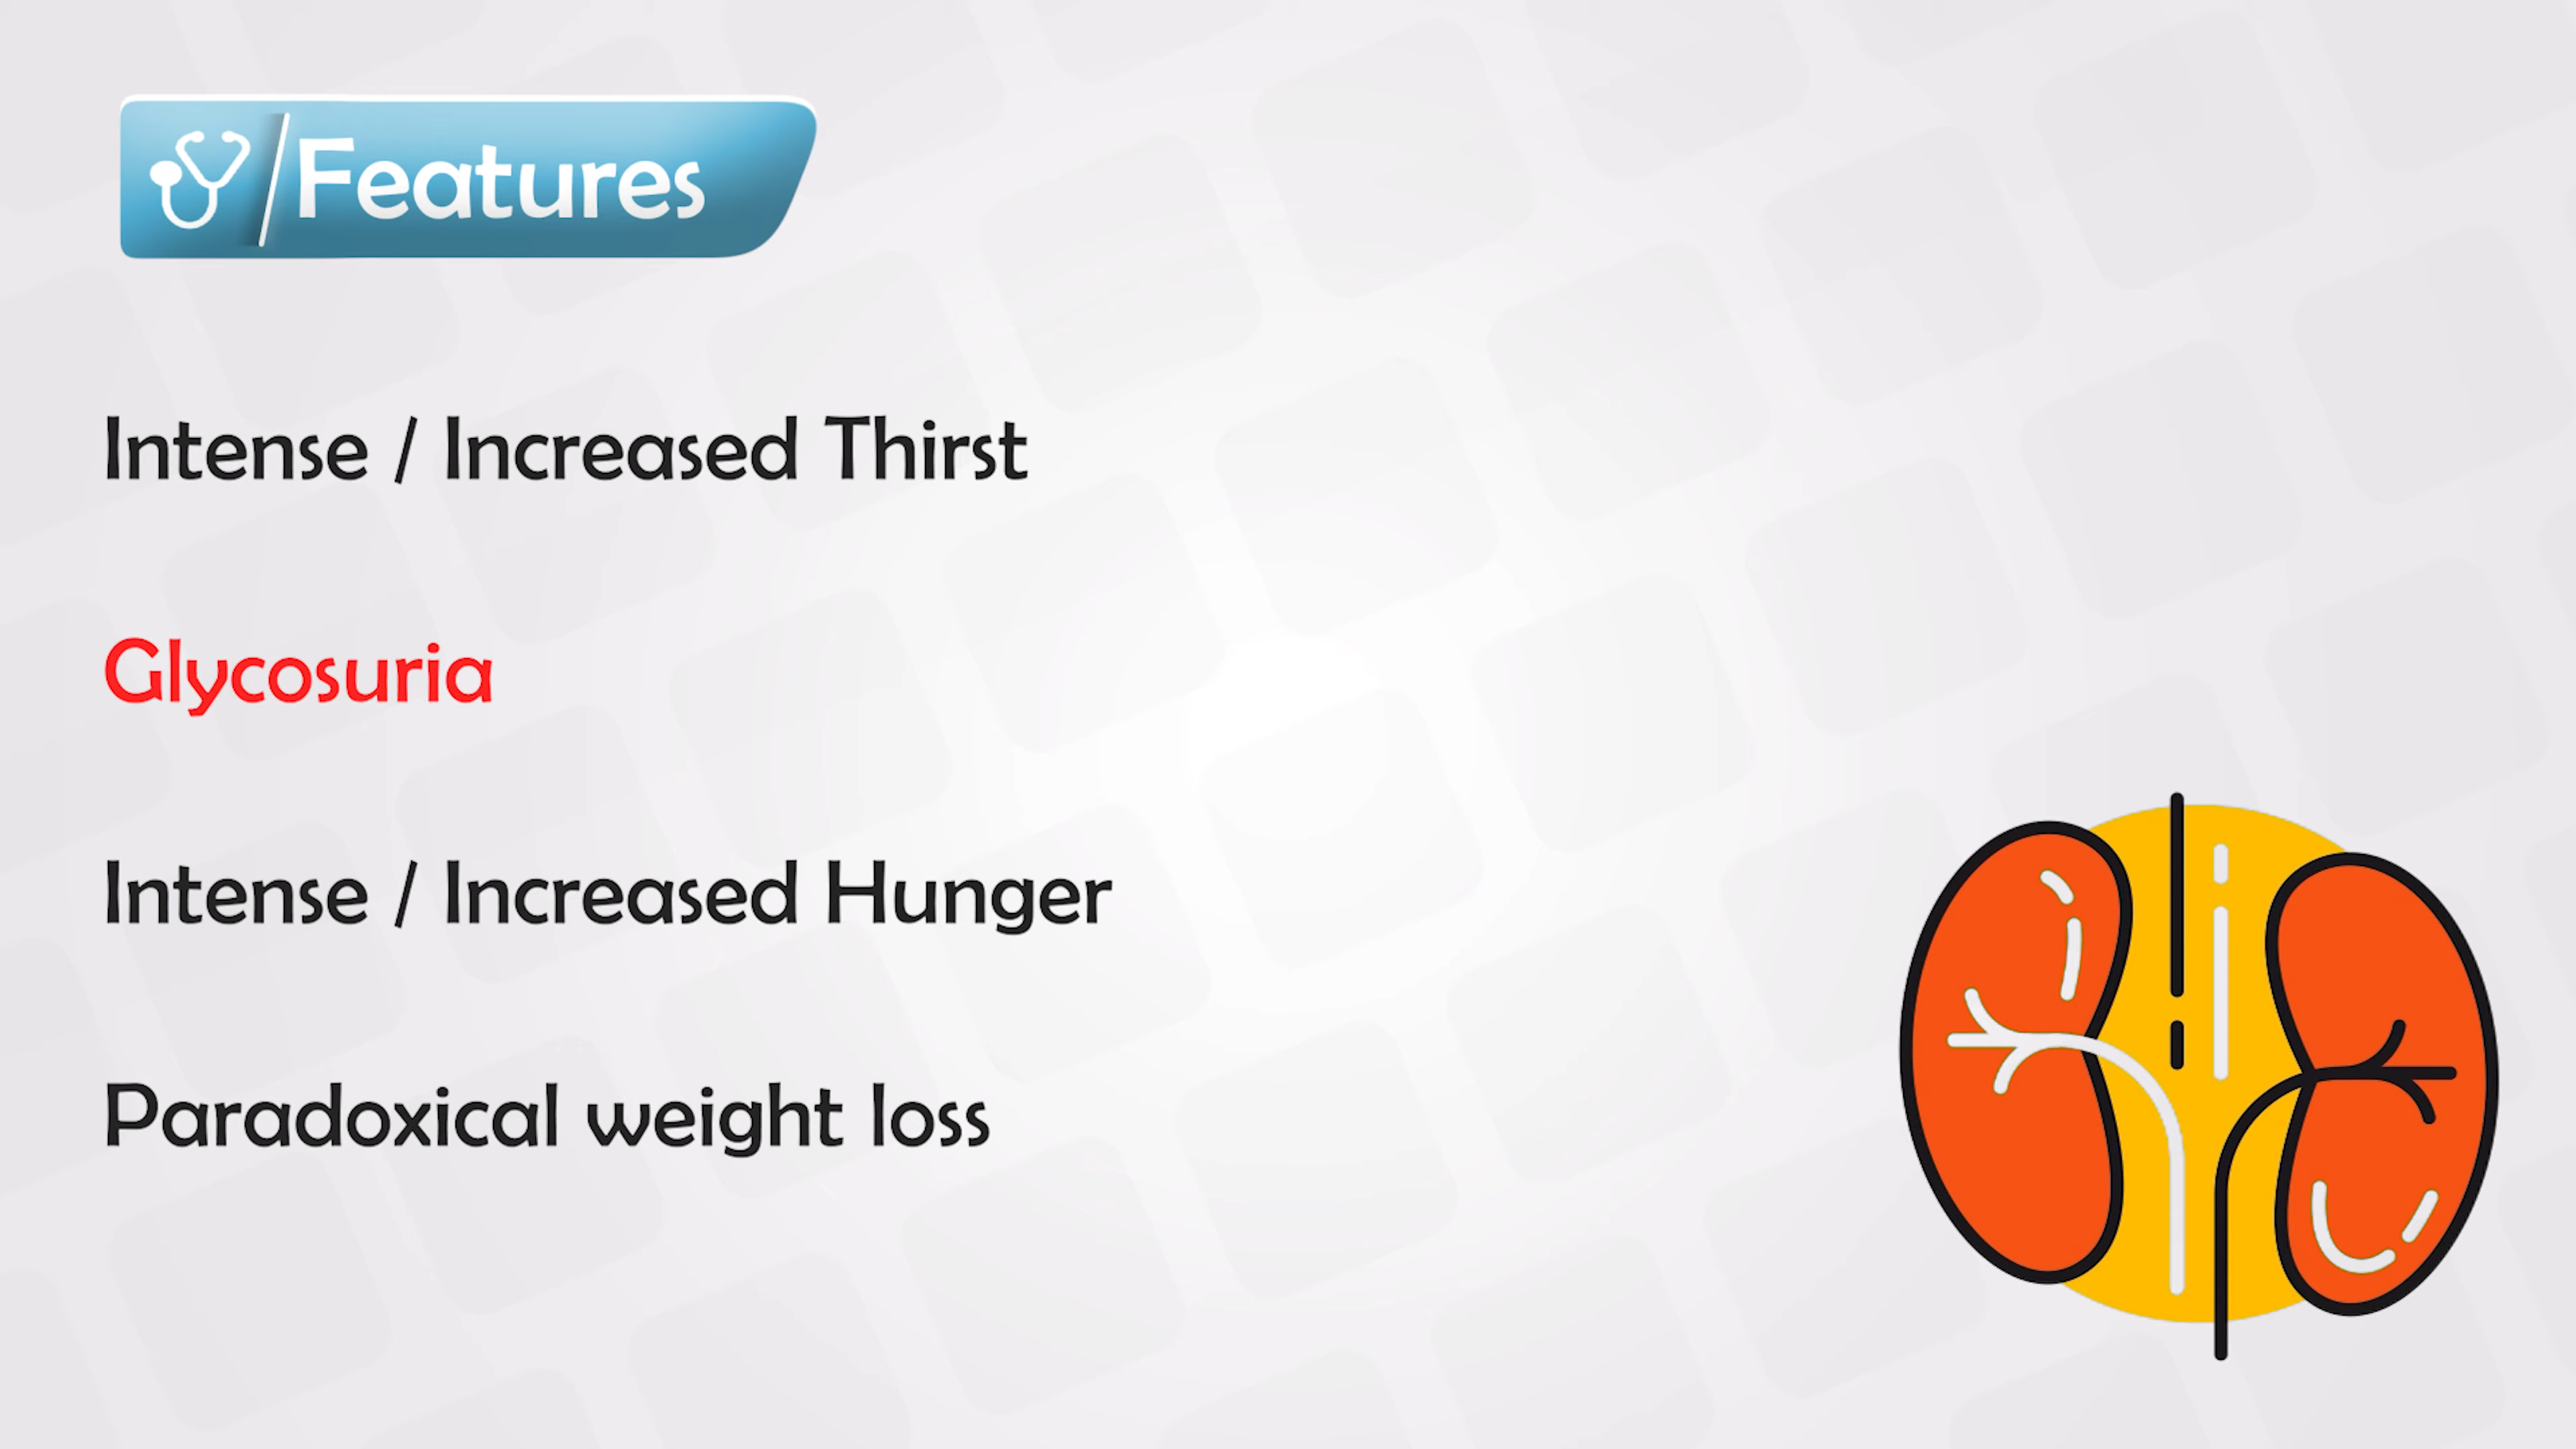 Features
Intense / Increased Thirst
Glycosuria
Intense / Increased Hunger
Paradoxical weight loss